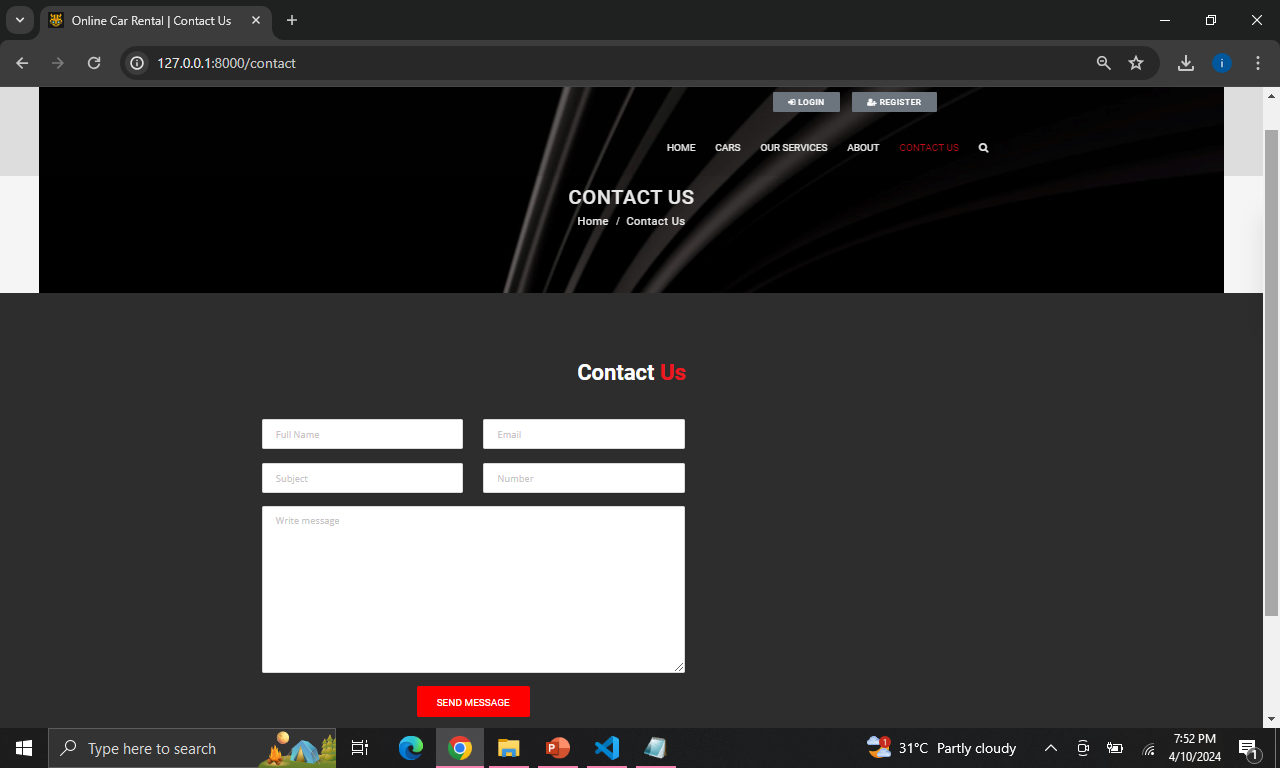 Online Car Rental | Contact Us
127.0.0.1:8000/contact
i
LOGIN REGISTER
HOME CARS OUR SERVICES ABOUT CONTACT US
CONTACT US
Home / Contact Us
Contact Us
Full Name Email
Subject Number
Write message
SEND MESSAGE
Type here to search
1 31°C Partly cloudy
7:52 PM
4/10/2024
1